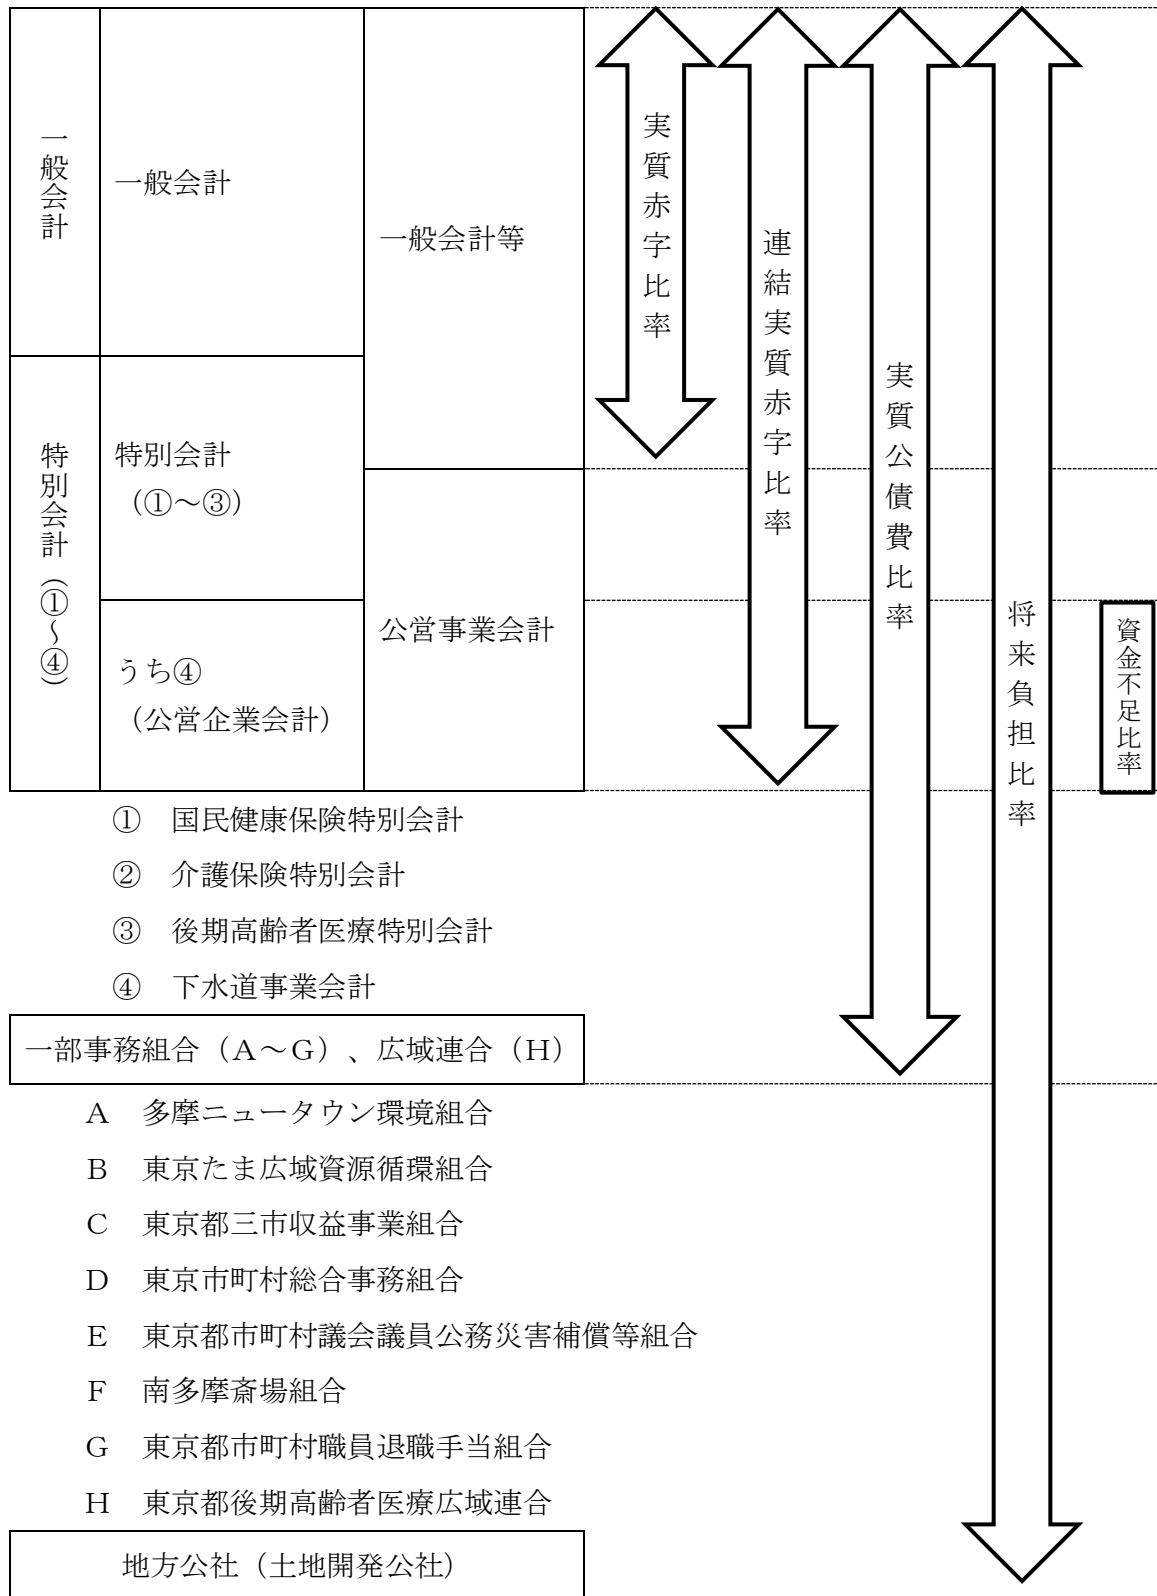 一般会計
一般会計
一般会計等
特別会計（①～④）
特別会計
（①～③）
うち④
（公営企業会計）
公営事業会計
実質赤字比率
連結実質赤字比率
実質公債費比率
将来負担比率
資金不足比率
① 国民健康保険特別会計
② 介護保険特別会計
③ 後期高齢者医療特別会計
④ 下水道事業会計
一部事務組合（Ａ～Ｇ）、広域連合（Ｈ）
Ａ 多摩ニュータウン環境組合
Ｂ 東京たま広域資源循環組合
Ｃ 東京都三市収益事業組合
Ｄ 東京市町村総合事務組合
Ｅ 東京都市町村議会議員公務災害補償等組合
Ｆ 南多摩斎場組合
Ｇ 東京都市町村職員退職手当組合
Ｈ 東京都後期高齢者医療広域連合
地方公社（土地開発公社）